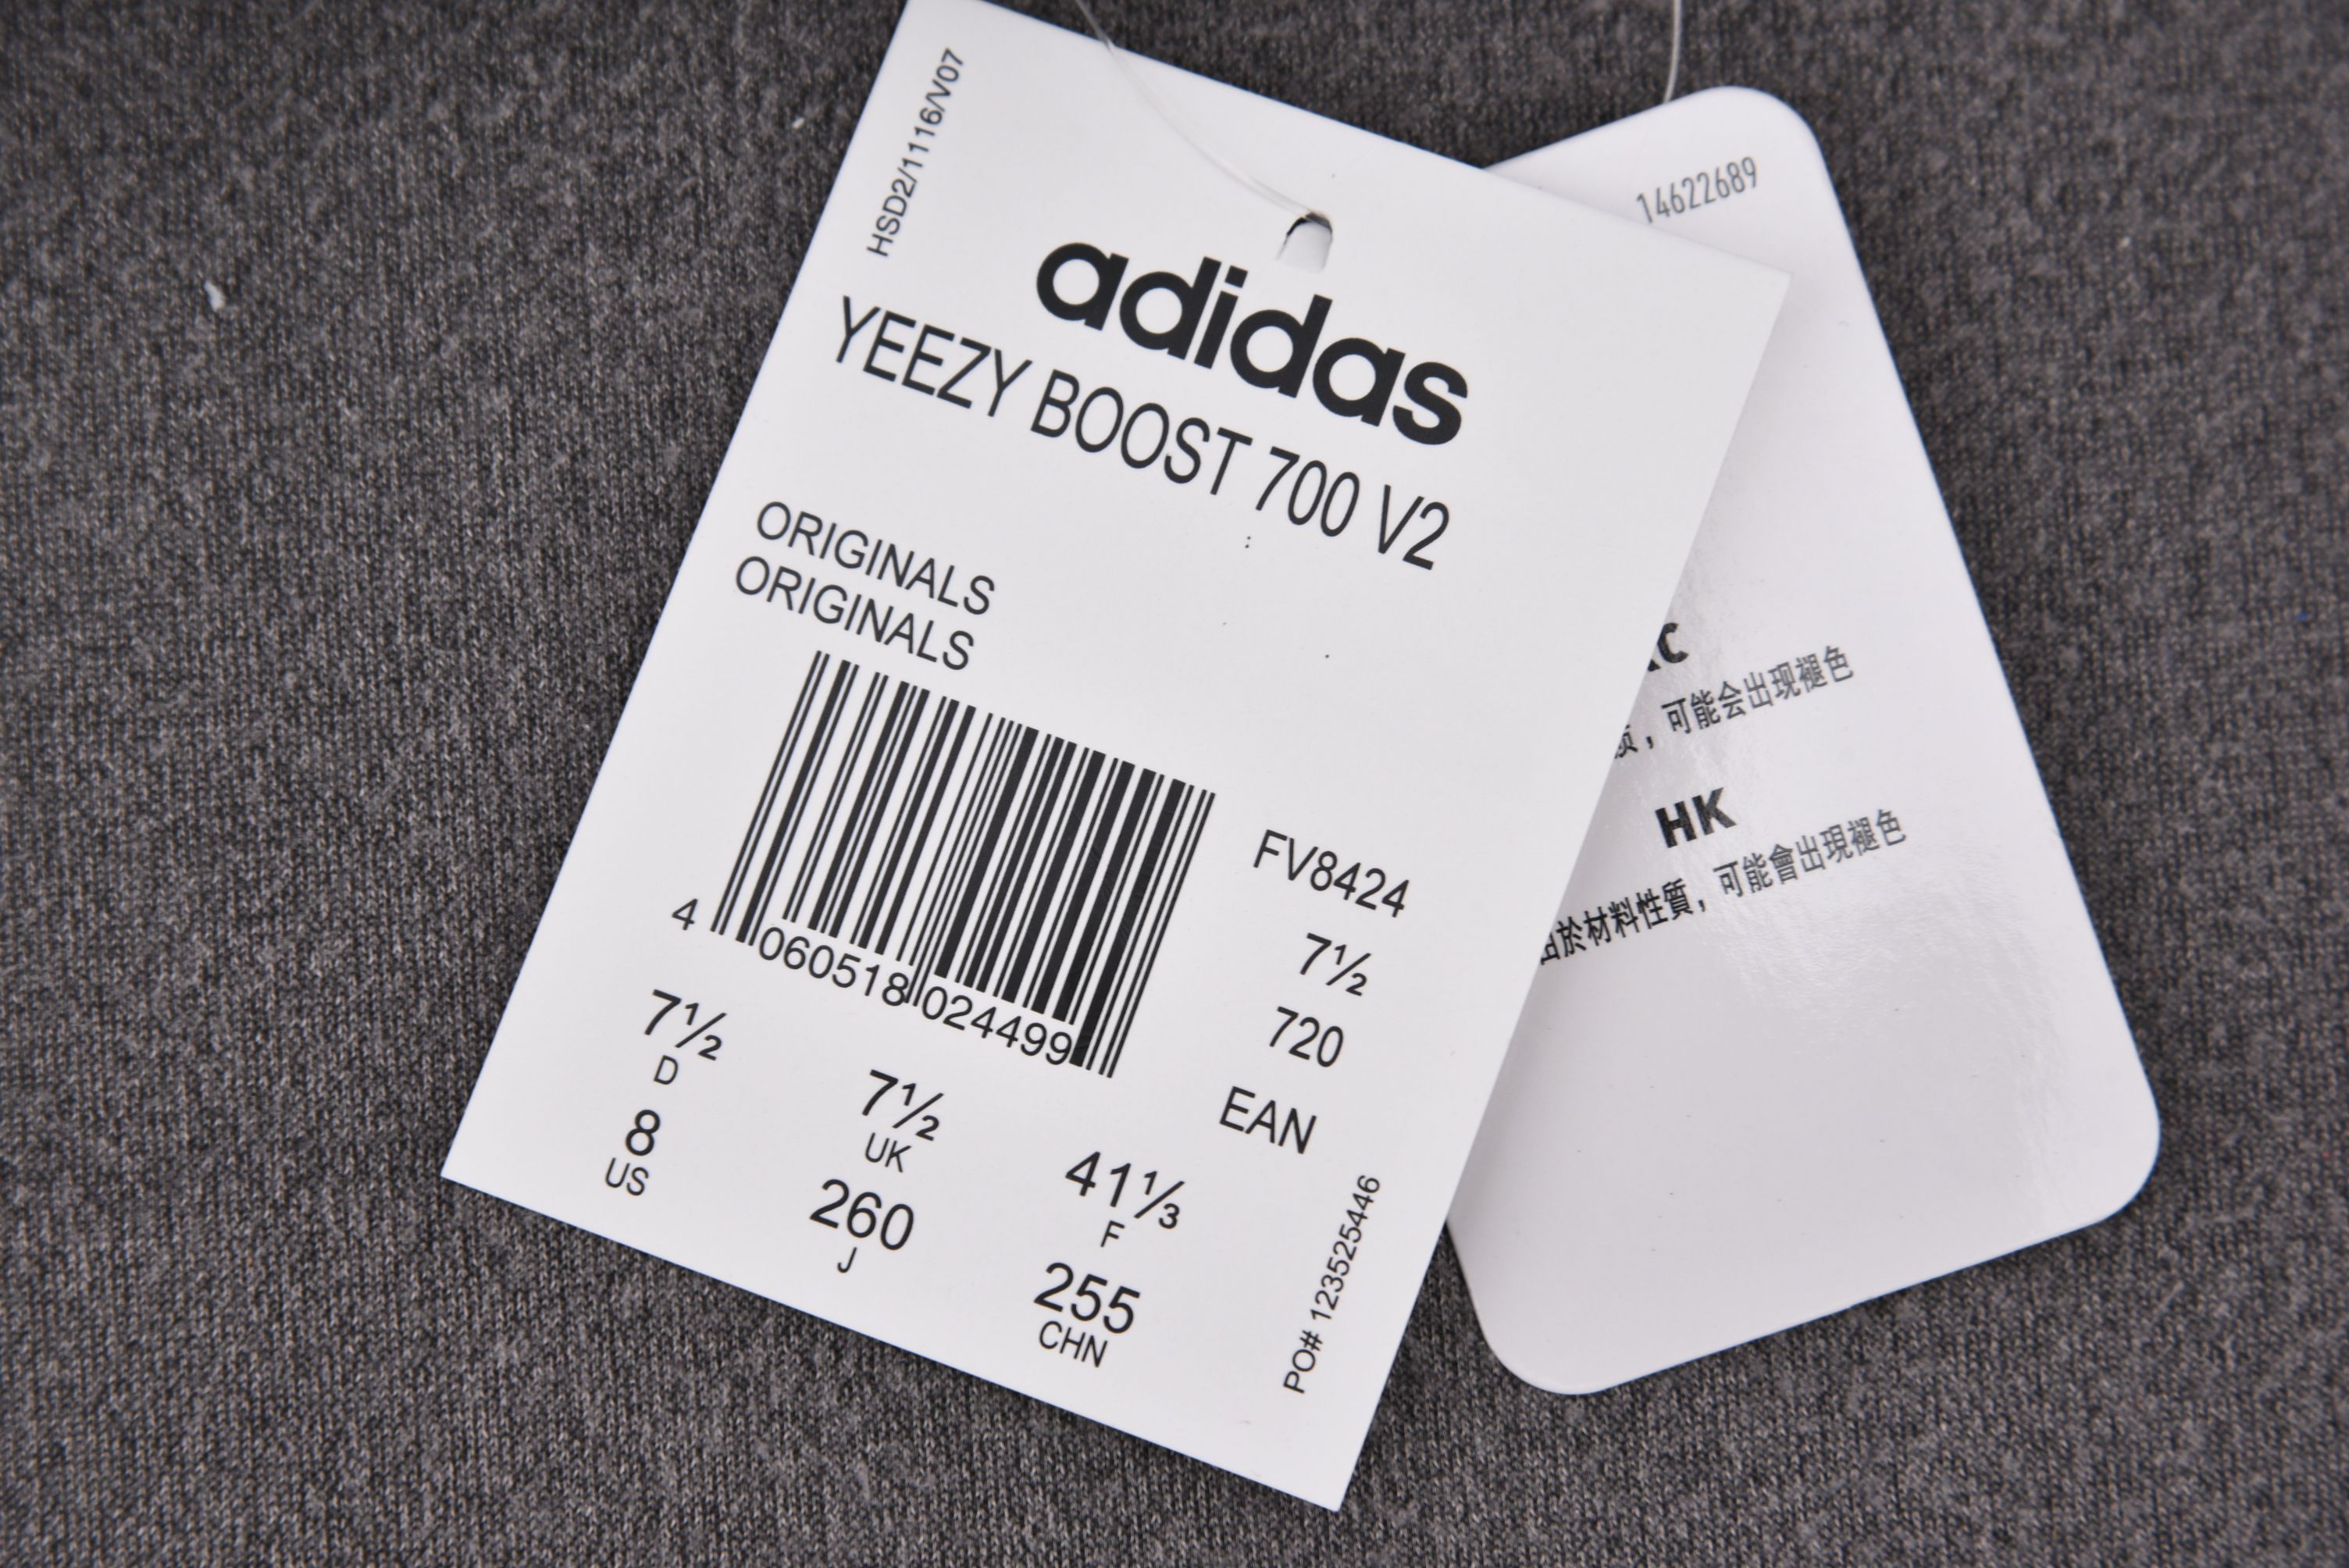 HSD2/1116/V07
adidas
YEEZY BOOST 700 V2
ORIGINALS
ORIGINALS
4 060518 024499
FV8424
7½
720
EAN
7½ 7½ 41⅓
D UK F
8 260 255
US J CHN
PO# 123525446
14622689
，可能会出现褪色
HK
由於材料性質，可能會出現褪色